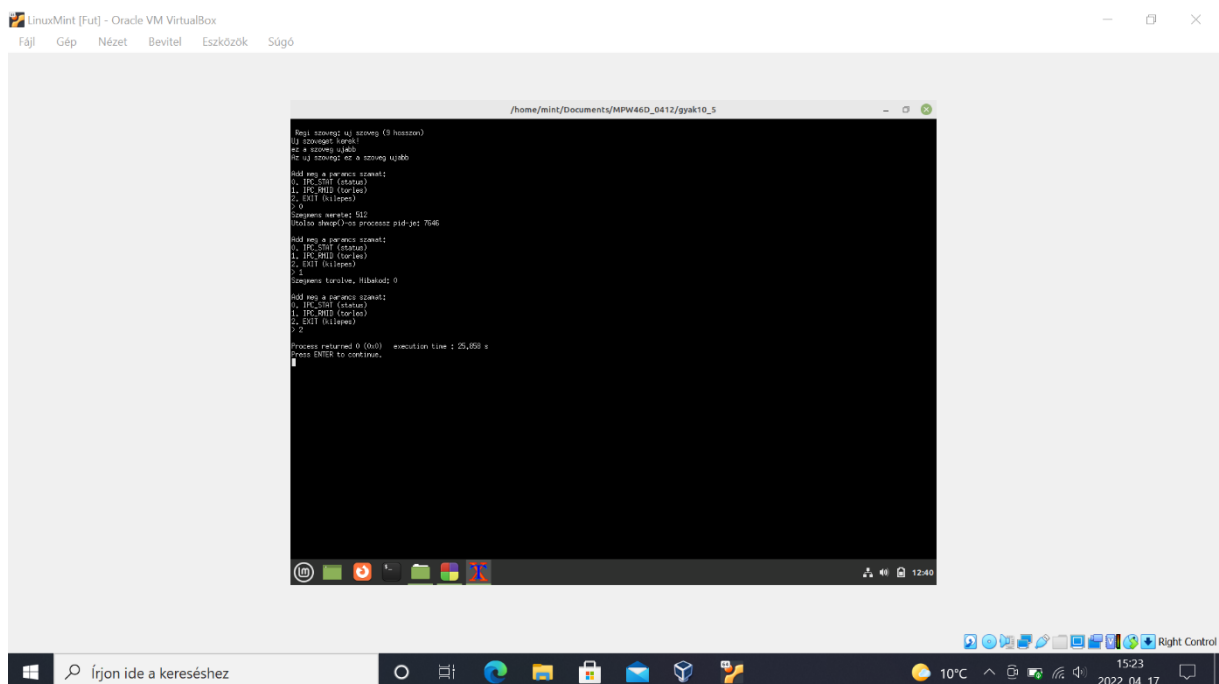 LinuxMint [Fut] - Oracle VM VirtualBox
Fájl Gép Nézet Bevitel Eszközök Súgó
/home/mint/Documents/MPW46D_0412/gyak10_5
Regi szoveg: uj szoveg (9 hosszon)
Uj szoveget kerek!
ez a szoveg ujabb
Az uj szoveg: ez a szoveg ujabb
Add meg a parancs szamat:
0. IPC_STAT (status)
1. IPC_RMID (torles)
2. EXIT (kilepes)
> 0
Szegmens merete: 512
Utolso shmop()-os processz pid-je: 7646
Add meg a parancs szamat:
0. IPC_STAT (status)
1. IPC_RMID (torles)
2. EXIT (kilepes)
> 1
Szegmens torolve. Hibakod: 0
Add meg a parancs szamat:
0. IPC_STAT (status)
1. IPC_RMID (torles)
2. EXIT (kilepes)
> 2
Process returned 0 (0x0) execution time : 25,858 s
Press ENTER to continue.
12:40
Right Control
Írjon ide a kereséshez
10°C
15:23
2022. 04. 17.